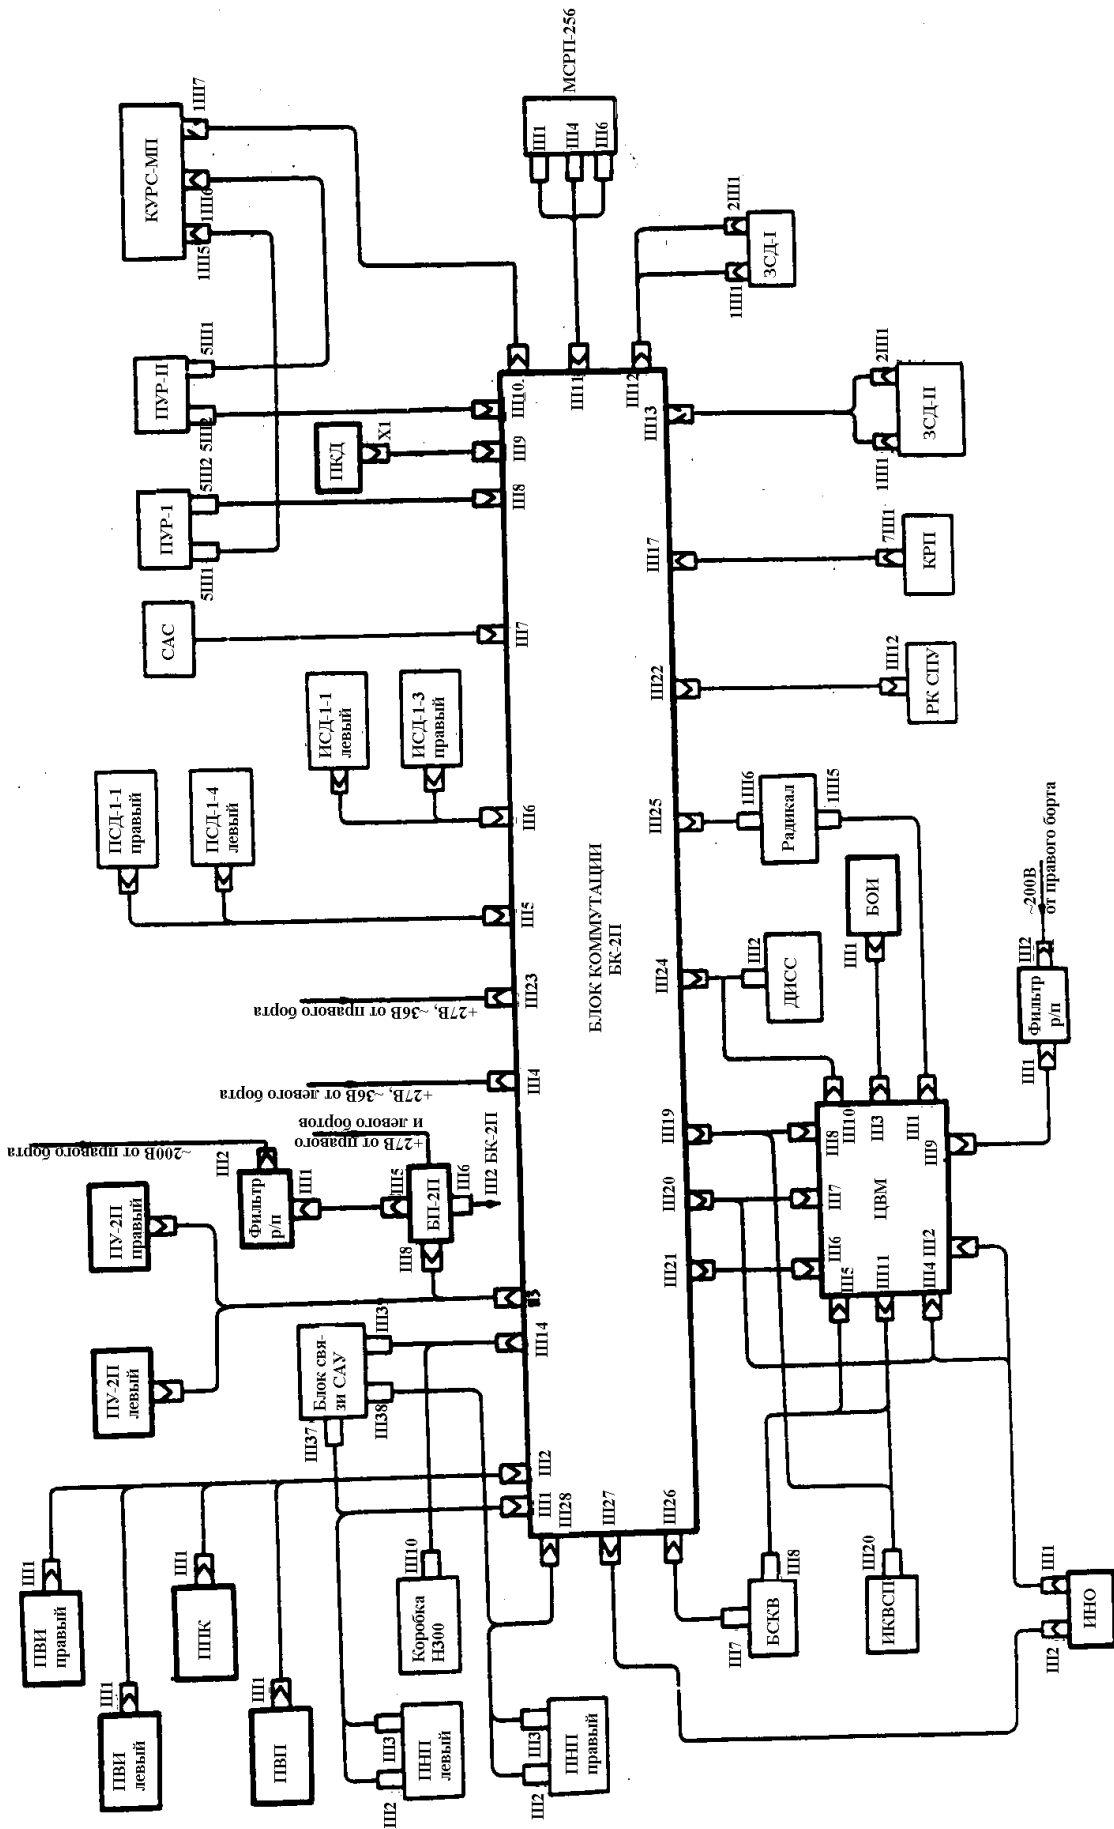 ПВИ
правый
Ш1
ПВИ
левый
Ш1
ППК
Ш1
ПВП
Ш1
ПНП
левый
Ш2
Ш3
ПНП
правый
Ш2
Ш3
Коробка
Н300
Ш10
ПУ-2П
правый
ПУ-2П
левый
Блок свя-
зи САУ
Ш37
Ш38
Ш39
~200В от правого борта
Ш2
Фильтр
р/п
Ш1
Ш5
БП-2П
Ш8
Ш6
Ш2 БК-2П
+27В от правого
и левого бортов
+27В, ~36В от левого борта
+27В, ~36В от правого борта
ПСД-1-1
правый
ПСД-1-4
левый
ИСД-1-1
левый
ИСД-1-3
правый
САС
ПУР-1
5Ш1
5Ш2
ПКД
Х1
ПУР-II
5Ш2
5Ш1
КУРС-МП
1Ш5
1Ш6
1Ш7
БЛОК КОММУТАЦИИ
БК-2П
Ш28
Ш1
Ш2
Ш14
Ш4
Ш23
Ш5
Ш6
Ш7
Ш8
Ш9
Ш10
Ш11
Ш12
Ш13
Ш17
Ш22
Ш25
Ш24
Ш19
Ш20
Ш21
Ш26
Ш27
МСРП-256
Ш1
Ш4
Ш6
ЗСД-I
1Ш1
2Ш1
ЗСД-II
1Ш1
2Ш1
КРП
7Ш1
РК СПУ
Ш12
Радикал
1Ш6
1Ш5
БОИ
Ш1
ДИСС
Ш2
ЦВМ
Ш5
Ш6
Ш7
Ш8
Ш10
Ш3
Ш1
Ш9
Ш2
Ш4
Ш11
Фильтр
р/п
Ш1
Ш2
~200В
от правого борта
БСКВ
Ш7
Ш8
ИКВСП
Ш20
ИНО
Ш2
Ш1